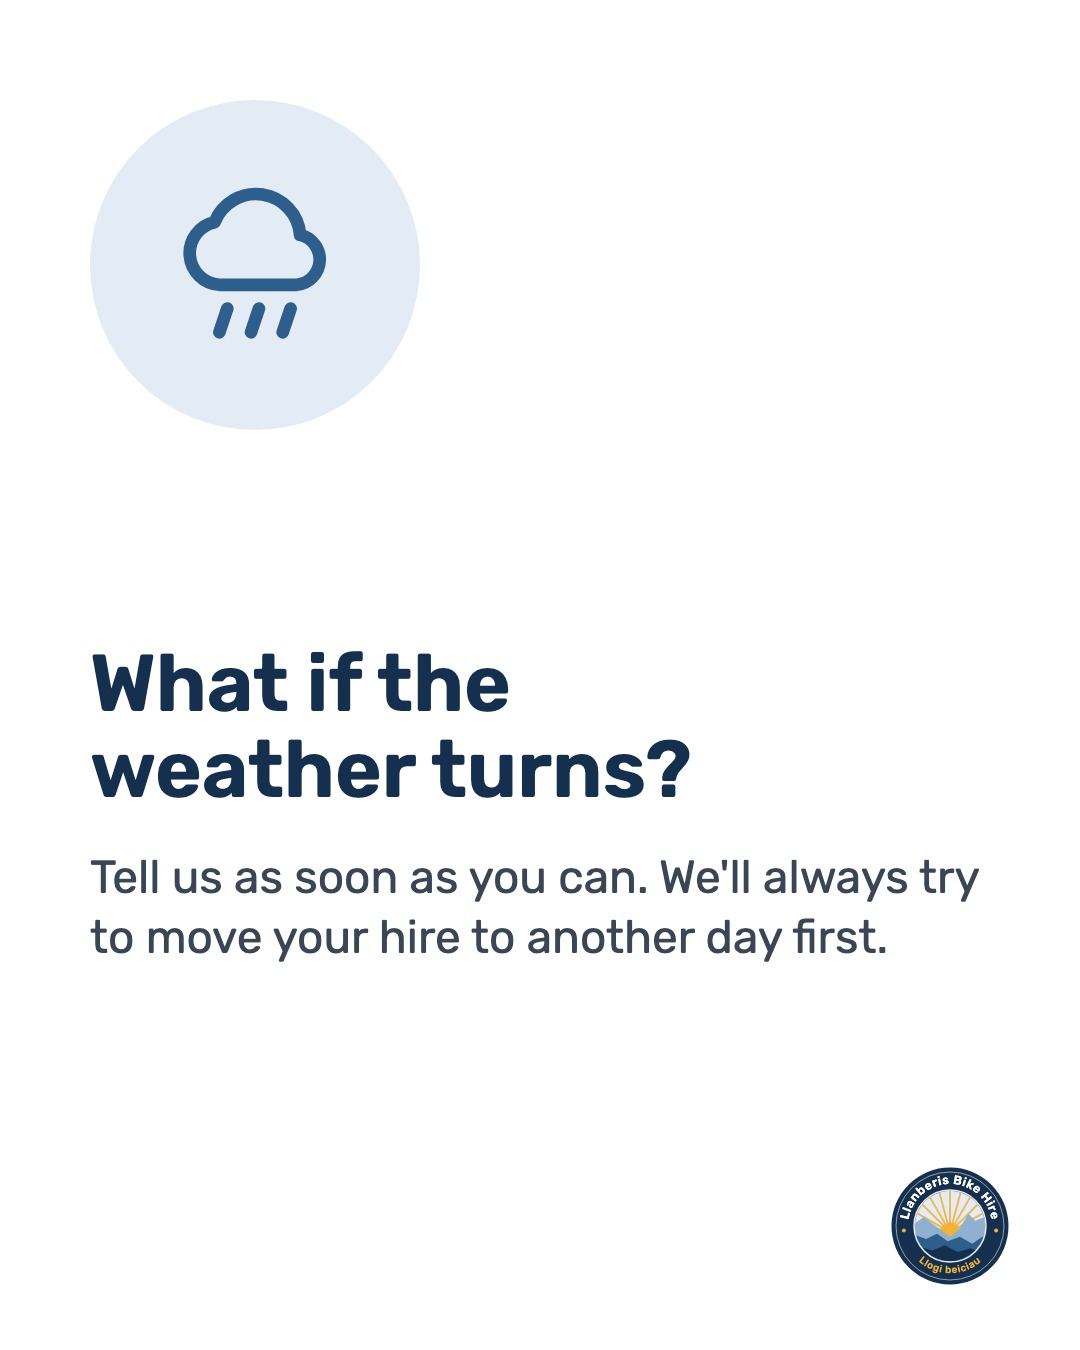 What if the
weather turns?
Tell us as soon as you can. We'll always try
to move your hire to another day first.
Llanberis Bike Hire
Llogi beiciau